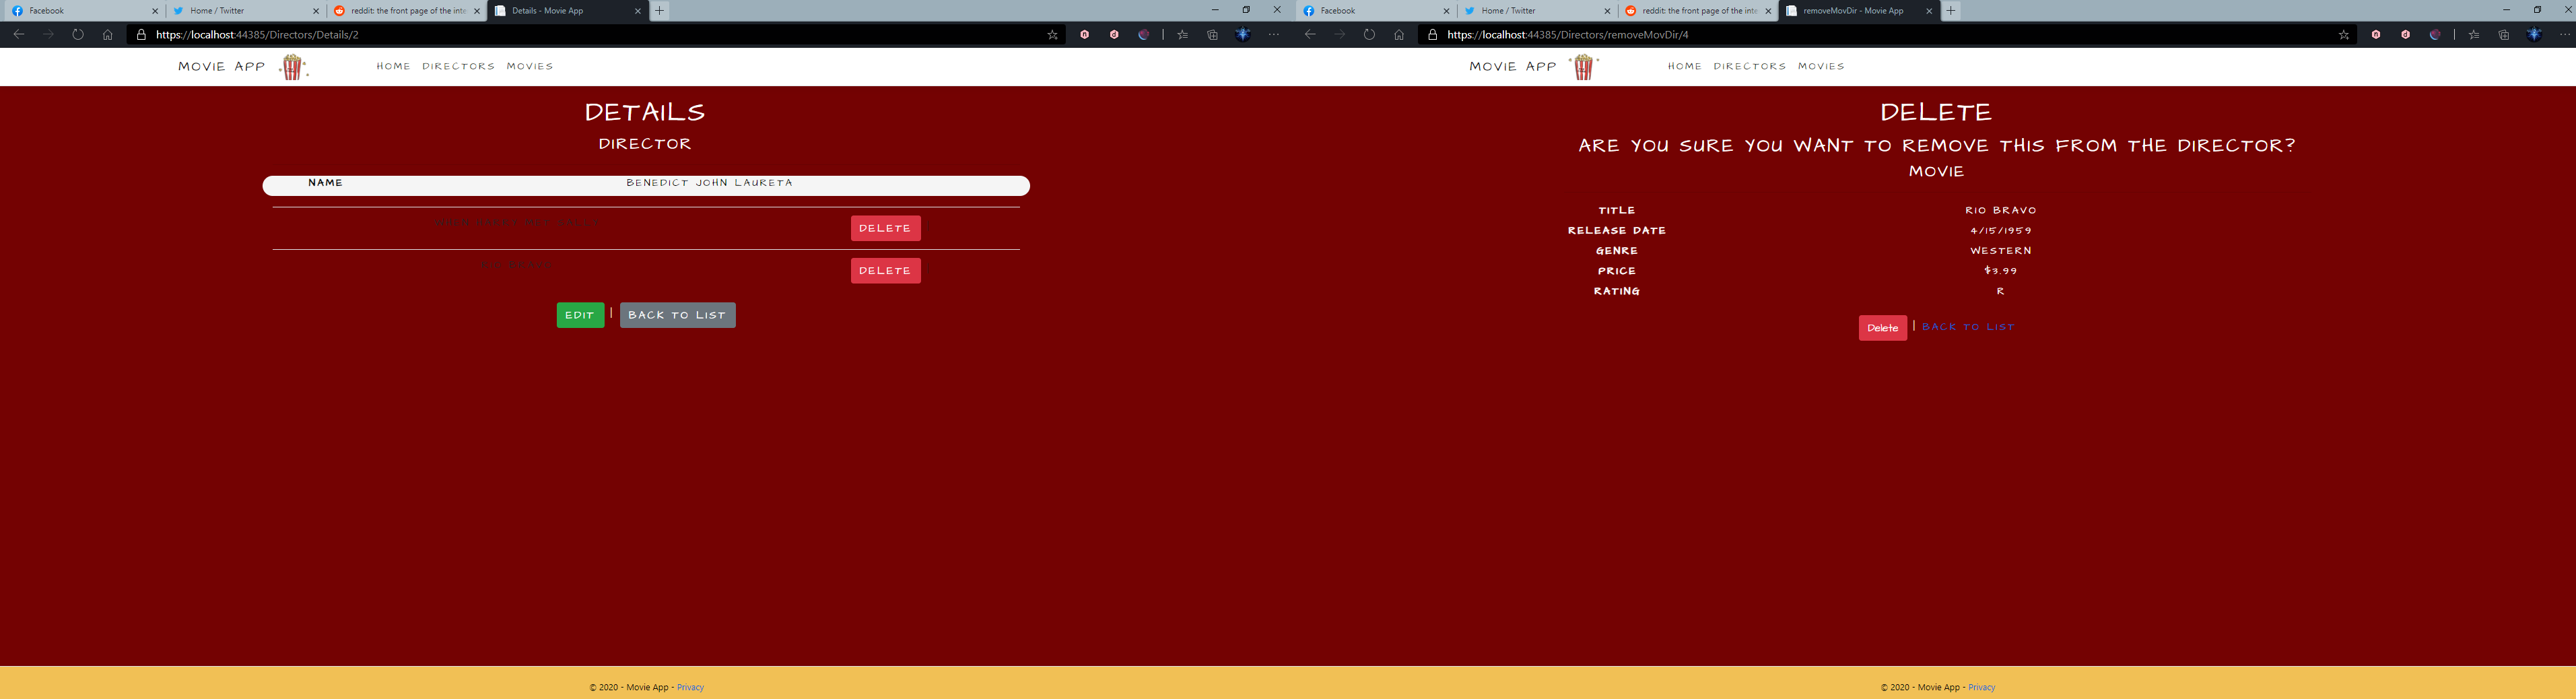 Facebook
Home / Twitter
reddit: the front page of the inte
Details - Movie App
https://localhost:44385/Directors/Details/2
MOVIE APP
HOME DIRECTORS MOVIES
DETAILS
DIRECTOR
NAME BENEDICT JOHN LAURETA
DELETE |
DELETE |
EDIT | BACK TO LIST
© 2020 - Movie App - Privacy
Facebook
Home / Twitter
reddit: the front page of the inte
removeMovDir - Movie App
https://localhost:44385/Directors/removeMovDir/4
MOVIE APP
HOME DIRECTORS MOVIES
DELETE
ARE YOU SURE YOU WANT TO REMOVE THIS FROM THE DIRECTOR?
MOVIE
TITLE RIO BRAVO
RELEASE DATE 4/15/1959
GENRE WESTERN
PRICE $3.99
RATING R
Delete | BACK TO LIST
© 2020 - Movie App - Privacy